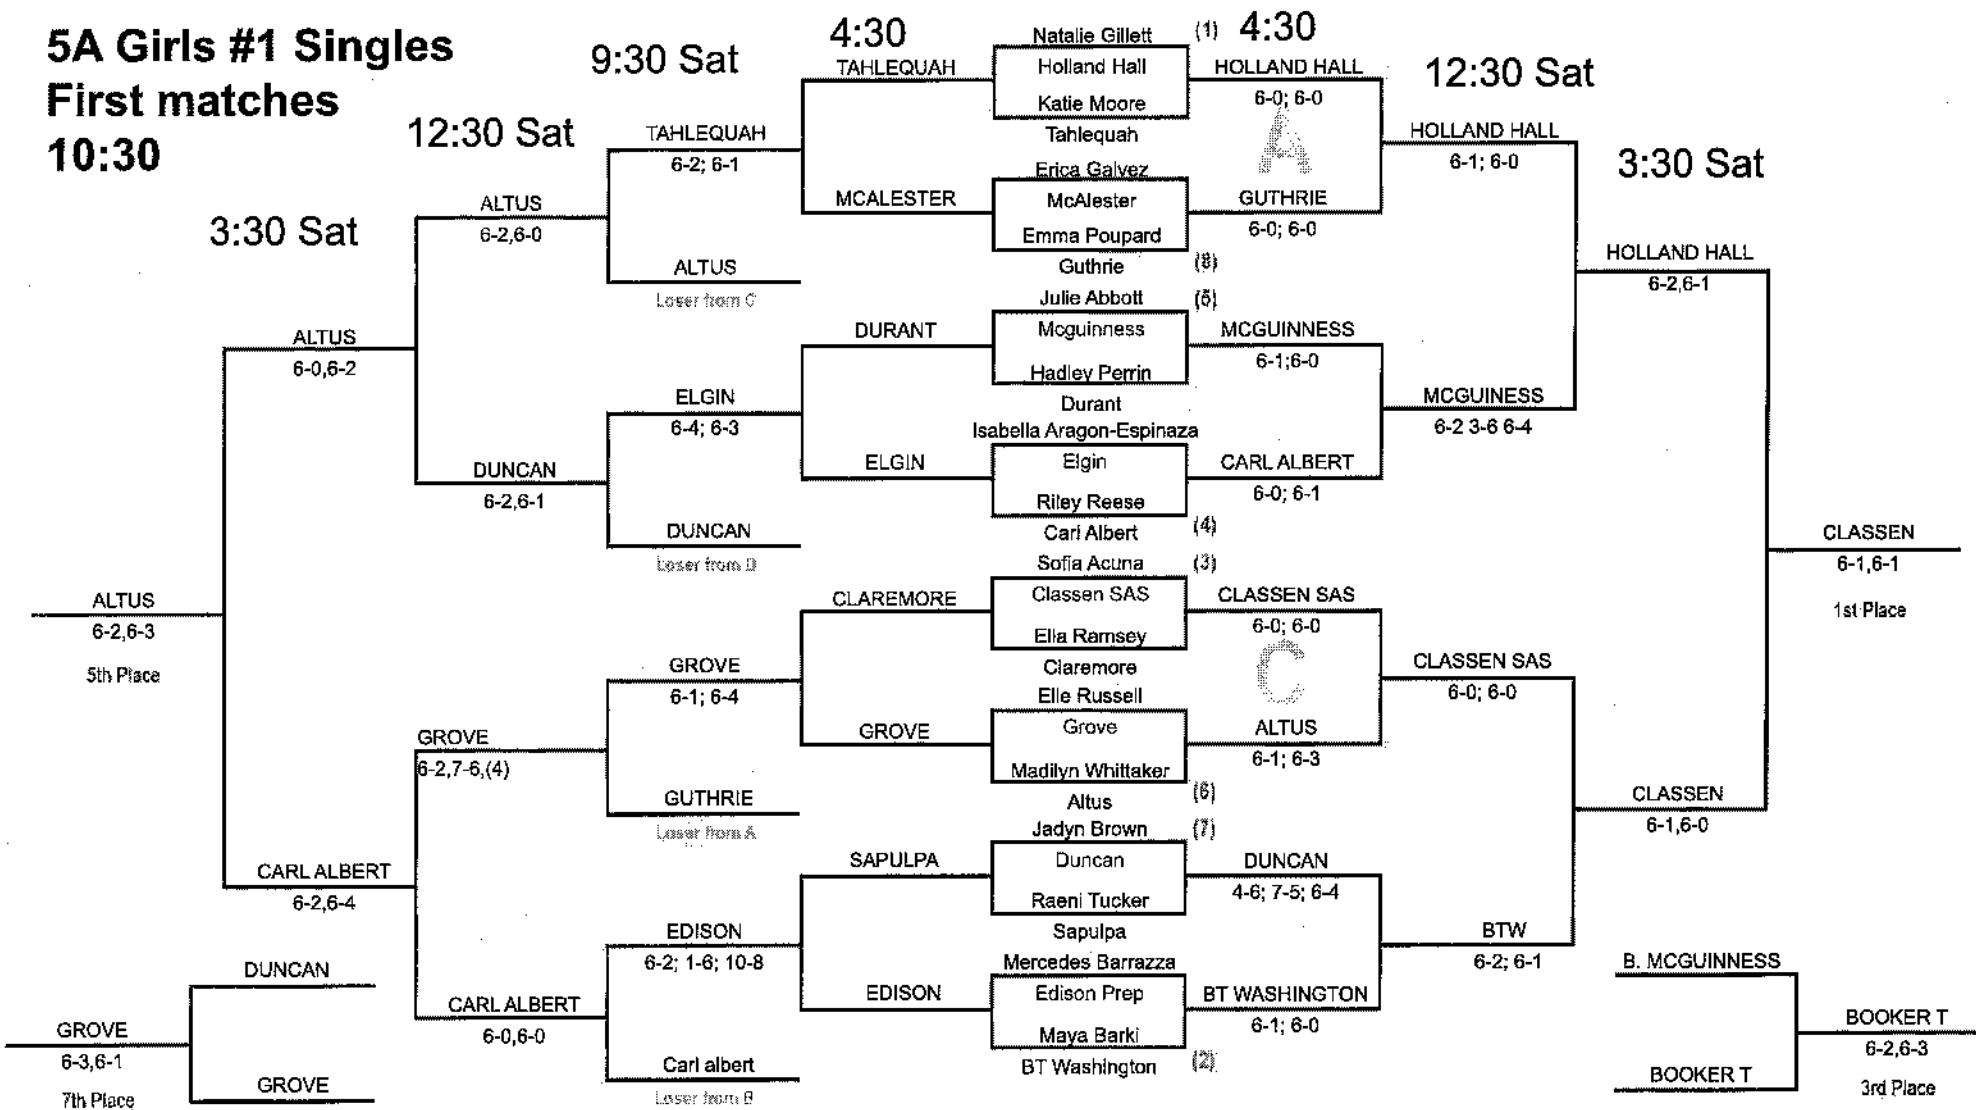 5A Girls #1 Singles
First matches
10:30
3:30 Sat
12:30 Sat
9:30 Sat
4:30
4:30
12:30 Sat
3:30 Sat
ALTUS
6-2,6-3
5th Place
DUNCAN
GROVE
6-3,6-1
7th Place
GROVE
ALTUS
6-0,6-2
CARL ALBERT
6-2,6-4
ALTUS
6-2,6-0
DUNCAN
6-2,6-1
GROVE
6-2,7-6,(4)
CARL ALBERT
6-0,6-0
TAHLEQUAH
6-2; 6-1
ALTUS
Loser from C
ELGIN
6-4; 6-3
DUNCAN
Loser from D
GROVE
6-1; 6-4
GUTHRIE
Loser from A
EDISON
6-2; 1-6; 10-8
Carl albert
Loser from B
TAHLEQUAH
MCALESTER
DURANT
ELGIN
CLAREMORE
GROVE
SAPULPA
EDISON
Natalie Gillett (1)
Holland Hall
Katie Moore
Tahlequah
Erica Galvez
McAlester
Emma Poupard
Guthrie (8)
Julie Abbott (5)
Mcguinness
Hadley Perrin
Durant
Isabella Aragon-Espinaza
Elgin
Riley Reese
Carl Albert (4)
Sofia Acuna (3)
Classen SAS
Ella Ramsey
Claremore
Elle Russell
Grove
Madilyn Whittaker
Altus (6)
Jadyn Brown (7)
Duncan
Raeni Tucker
Sapulpa
Mercedes Barrazza
Edison Prep
Maya Barki
BT Washington (2)
HOLLAND HALL
6-0; 6-0
A
GUTHRIE
6-0; 6-0
MCGUINNESS
6-1;6-0
CARL ALBERT
6-0; 6-1
CLASSEN SAS
6-0; 6-0
C
ALTUS
6-1; 6-3
DUNCAN
4-6; 7-5; 6-4
BT WASHINGTON
6-1; 6-0
HOLLAND HALL
6-1; 6-0
MCGUINESS
6-2 3-6 6-4
CLASSEN SAS
6-0; 6-0
BTW
6-2; 6-1
HOLLAND HALL
6-2,6-1
CLASSEN
6-1,6-0
CLASSEN
6-1,6-1
1st Place
B. MCGUINNESS
BOOKER T
6-2,6-3
3rd Place
BOOKER T